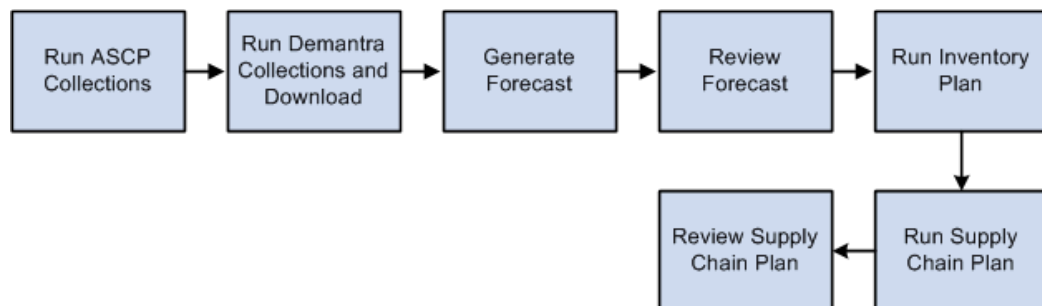 Run ASCP
Collections
Run Demantra
Collections and
Download
Generate
Forecast
Review
Forecast
Run Inventory
Plan
Run Supply
Chain Plan
Review Supply
Chain Plan